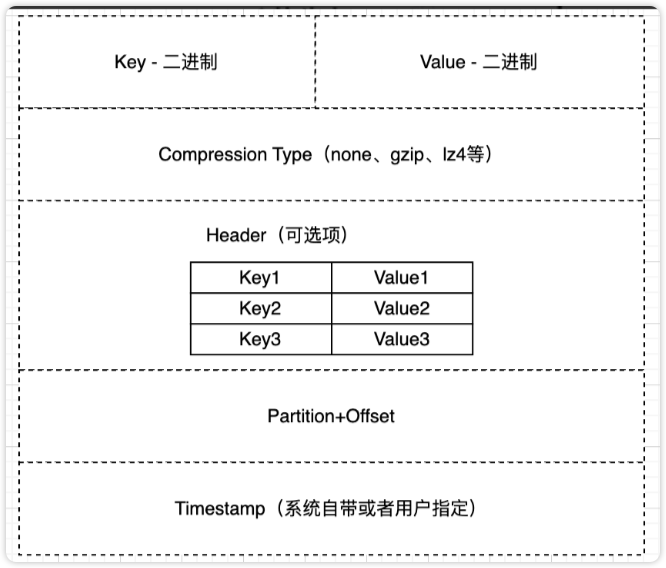 Key - 二进制
Value - 二进制
Compression Type（none、gzip、lz4等）
Header（可选项）
Key1 Value1
Key2 Value2
Key3 Value3
Partition+Offset
Timestamp（系统自带或者用户指定）